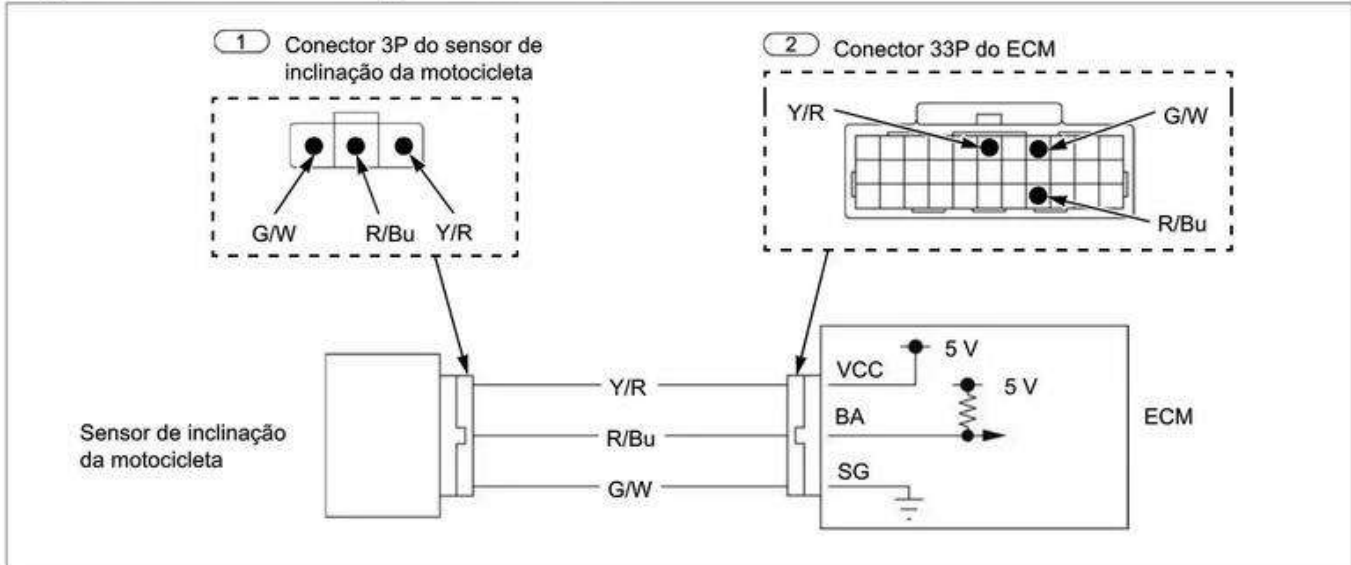 1 Conector 3P do sensor de
inclinação da motocicleta
G/W R/Bu Y/R
2 Conector 33P do ECM
Y/R
G/W
R/Bu
Sensor de inclinação
da motocicleta
Y/R
R/Bu
G/W
VCC
5 V
BA
5 V
SG
ECM